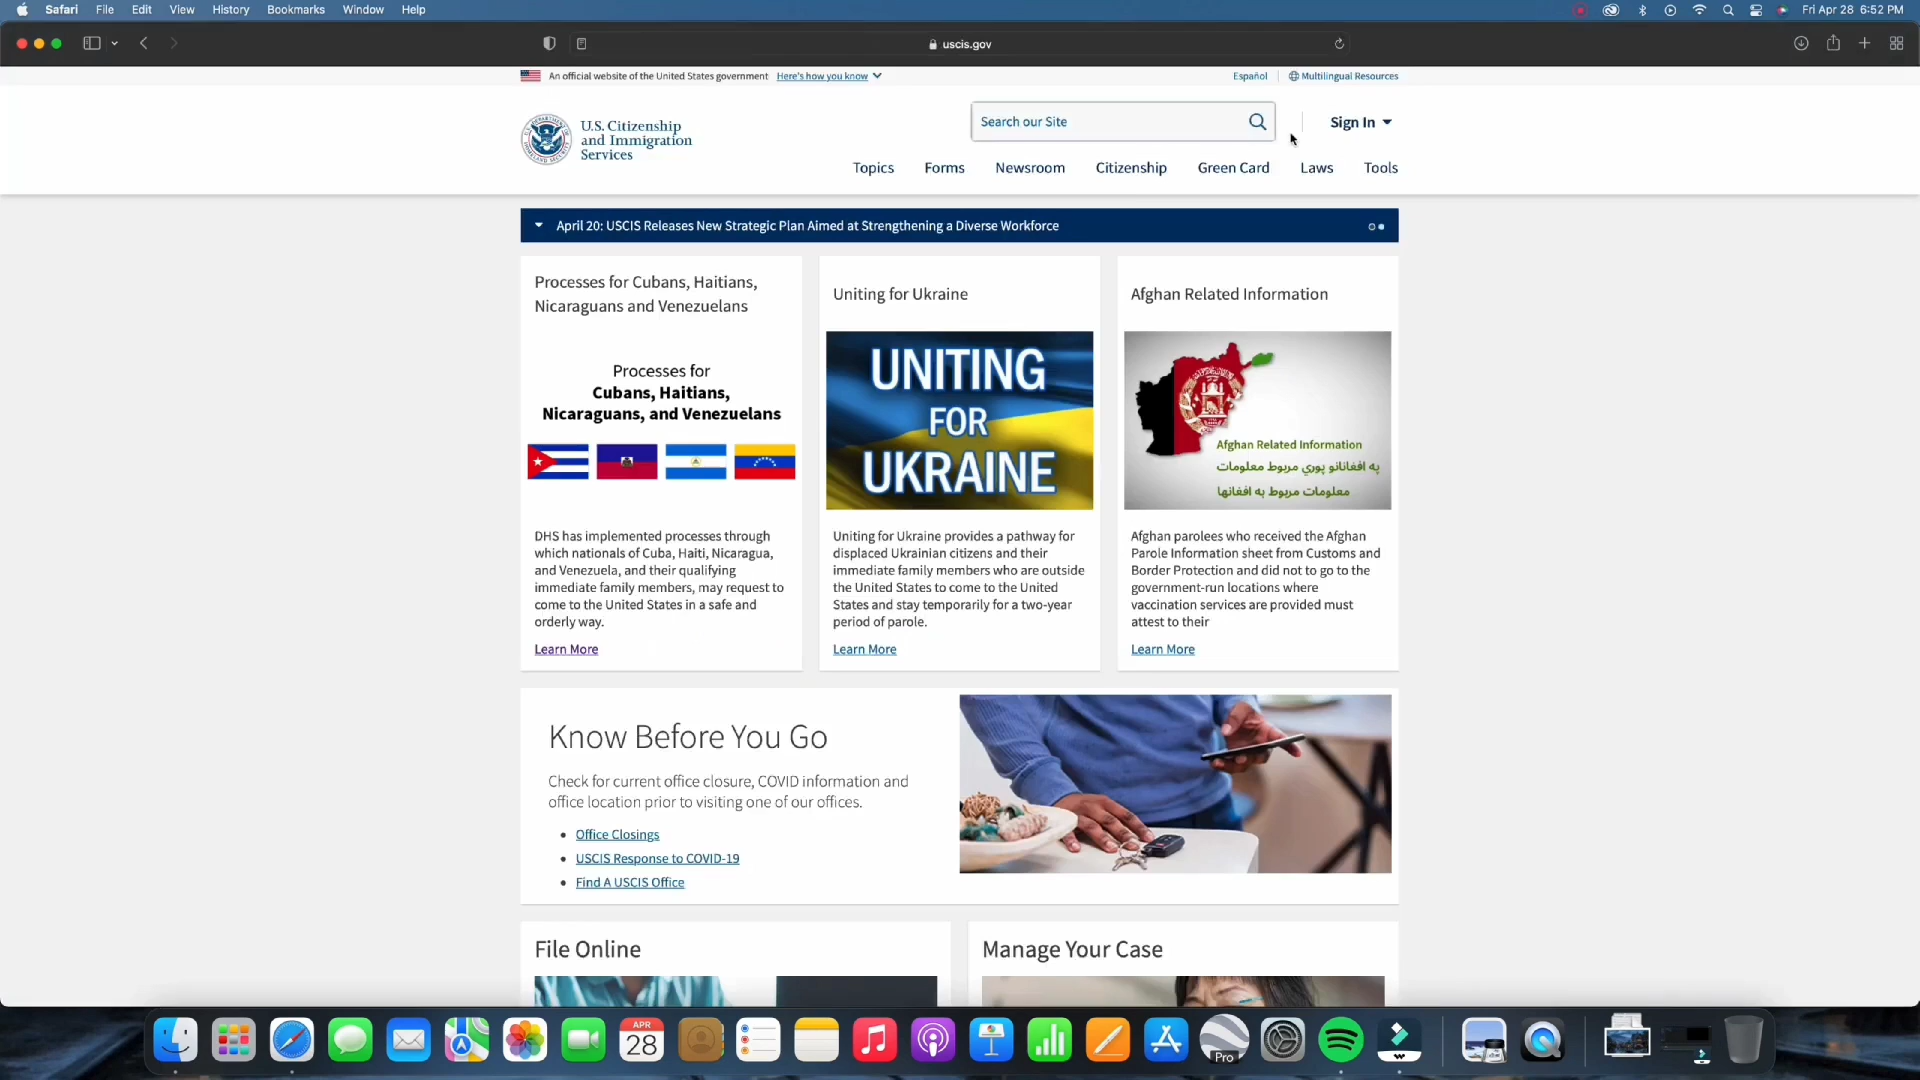 Safari File Edit View History Bookmarks Window Help
Fri Apr 28 6:52 PM
uscis.gov
An official website of the United States government Here's how you know
Español
Multilingual Resources
U.S. Citizenship
and Immigration
Services
Search our Site
Sign In
Topics Forms Newsroom Citizenship Green Card Laws Tools
April 20: USCIS Releases New Strategic Plan Aimed at Strengthening a Diverse Workforce
Processes for Cubans, Haitians,
Nicaraguans and Venezuelans
Processes for
Cubans, Haitians,
Nicaraguans, and Venezuelans
DHS has implemented processes through
which nationals of Cuba, Haiti, Nicaragua,
and Venezuela, and their qualifying
immediate family members, may request to
come to the United States in a safe and
orderly way.
Learn More
Uniting for Ukraine
UNITING
FOR
UKRAINE
Uniting for Ukraine provides a pathway for
displaced Ukrainian citizens and their
immediate family members who are outside
the United States to come to the United
States and stay temporarily for a two-year
period of parole.
Learn More
Afghan Related Information
Afghan Related Information
په افغانانو پوري مربوط معلومات
معلومات مربوط به افغانها
Afghan parolees who received the Afghan
Parole Information sheet from Customs and
Border Protection and did not to go to the
government-run locations where
vaccination services are provided must
attest to their
Learn More
Know Before You Go
Check for current office closure, COVID information and
office location prior to visiting one of our offices.
Office Closings
USCIS Response to COVID-19
Find A USCIS Office
File Online
Manage Your Case
APR
28
Pro